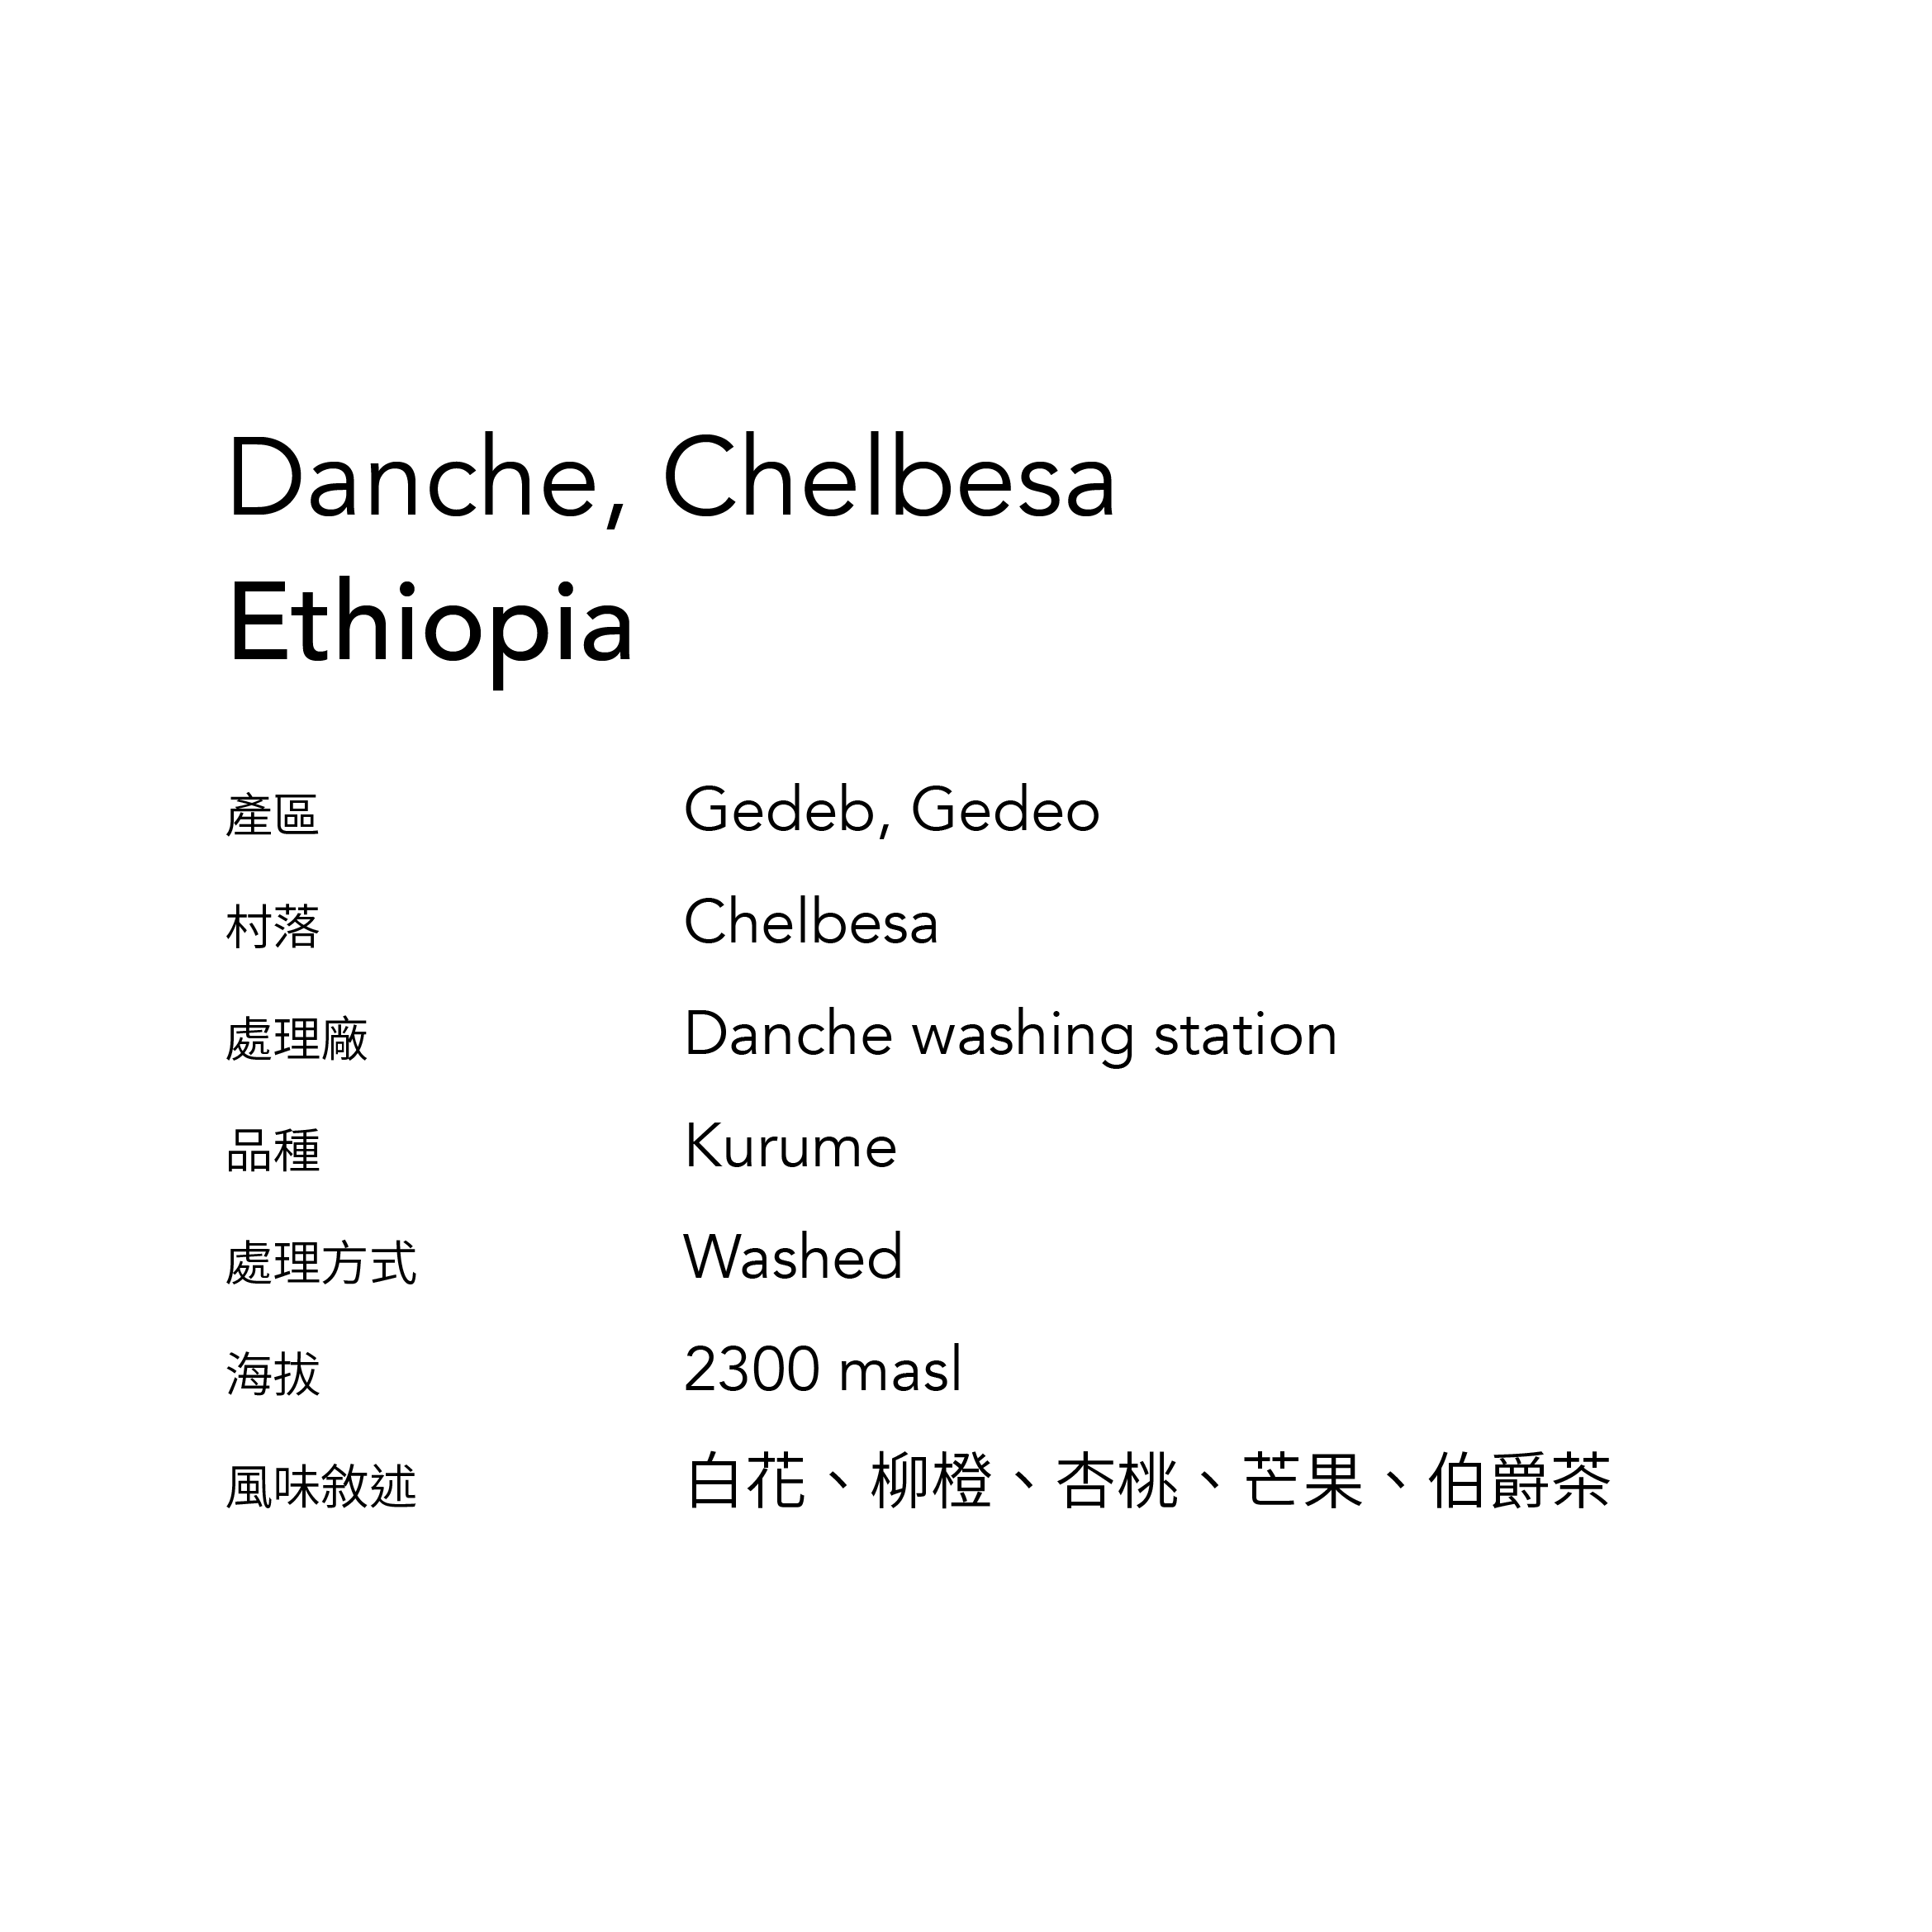 Danche, Chelbesa
Ethiopia
產區 Gedeb, Gedeo
村落 Chelbesa
處理廠 Danche washing station
品種 Kurume
處理方式 Washed
海拔 2300 masl
風味敘述 白花、柳橙、杏桃、芒果、伯爵茶